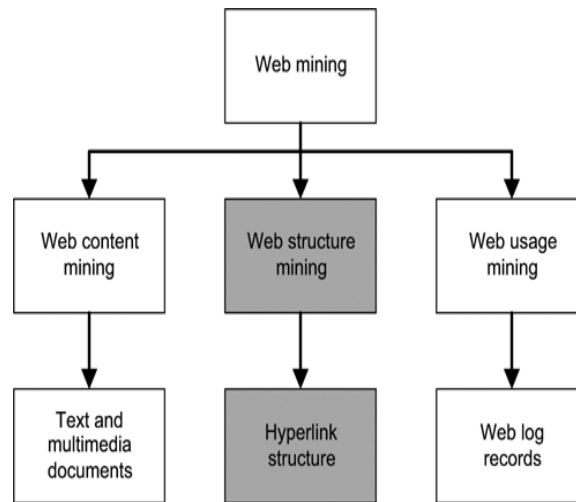 Web mining
Web content
mining
Web structure
mining
Web usage
mining
Text and
multimedia
documents
Hyperlink
structure
Web log
records